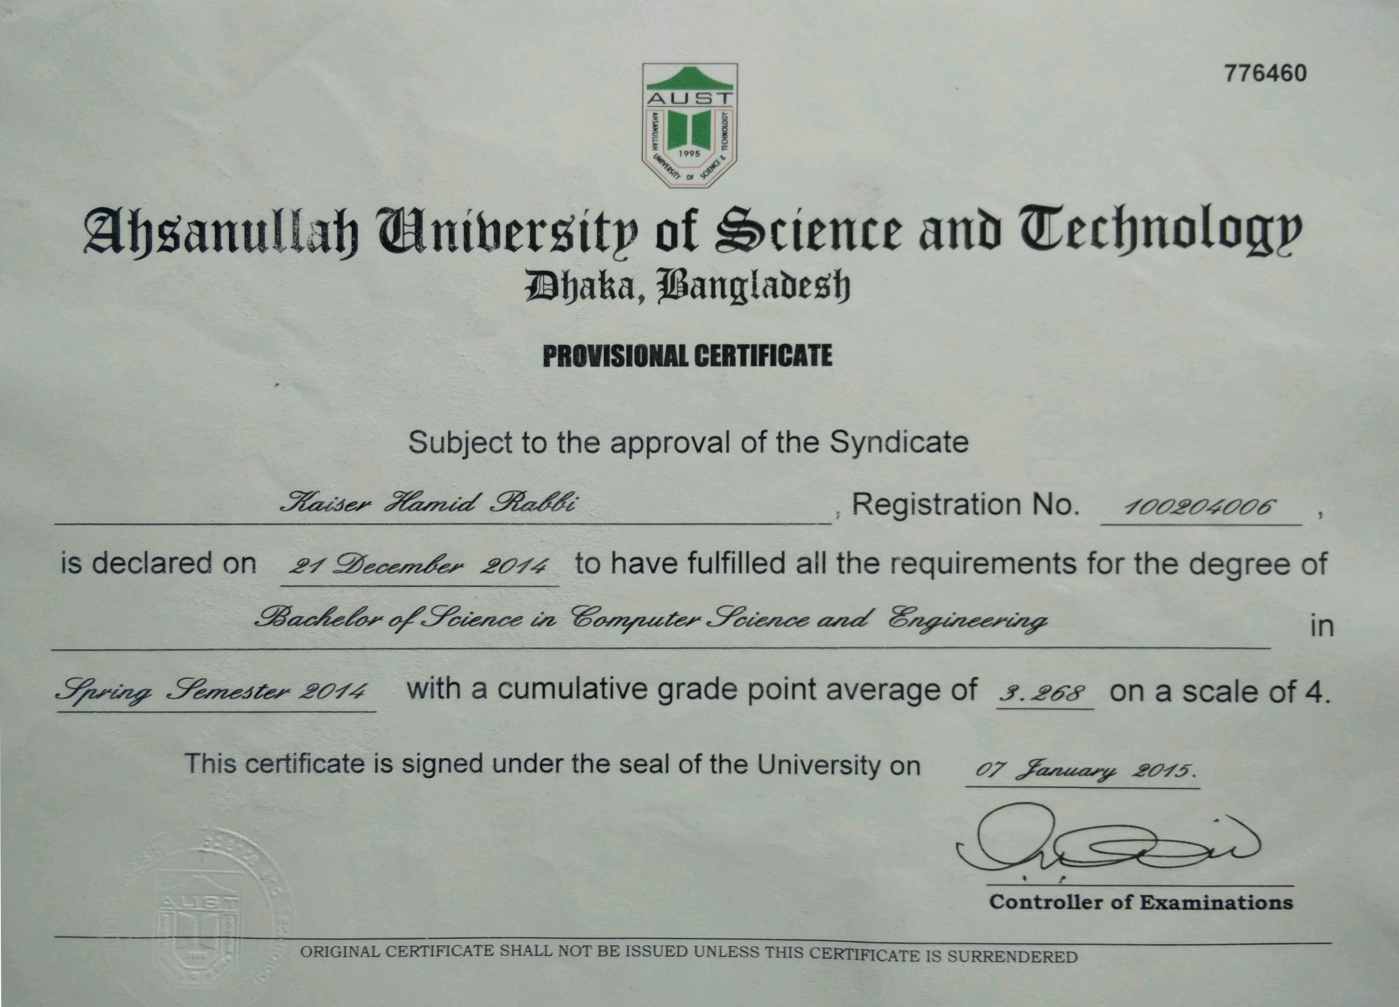 776460
AUST
AHSANULLAH UNIVERSITY OF SCIENCE & TECHNOLOGY
1995
Ahsanullah University of Science and Technology
Dhaka, Bangladesh
PROVISIONAL CERTIFICATE
Subject to the approval of the Syndicate
Kaiser Hamid Rabbi, Registration No. 100204006,
is declared on 21 December 2014 to have fulfilled all the requirements for the degree of
Bachelor of Science in Computer Science and Engineering in
Spring Semester 2014 with a cumulative grade point average of 3.268 on a scale of 4.
This certificate is signed under the seal of the University on 07 January 2015.
Controller of Examinations
AUST
ORIGINAL CERTIFICATE SHALL NOT BE ISSUED UNLESS THIS CERTIFICATE IS SURRENDERED